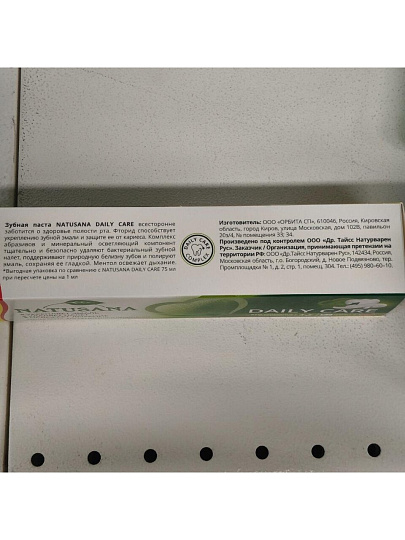 Зубная паста NATUSANA DAILY CARE всесторонне
заботится о здоровье полости рта. Фторид способствует
укреплению зубной эмали и защите ее от кариеса. Комплекс
абразивов и минеральный осветляющий компонент
тщательно и безопасно удаляют бактериальный зубной
налет, поддерживают природную белизну зубов и полируют
эмаль, сохраняя ее гладкой. Ментол освежает дыхание.
*Выгодная упаковка по сравнению с NATUSANA DAILY CARE 75 мл
при пересчете цены на 1 мл
DAILY CARE
COMPLEX
Изготовитель: ООО «ОРБИТА СП», 610046, Россия, Кировская
область, город Киров, улица Московская, дом 102В, павильон
20э/4, № помещения 33; 34.
Произведено под контролем ООО «Др. Тайсс Натурварен
Рус». Заказчик / Организация, принимающая претензии на
территории РФ: ООО «Др.Тайсс Натурварен Рус», 142434, Россия,
Московская область, г.о. Богородский, д. Новое Подвязново, тер.
Промплощадка № 1, д. 2, стр. 1, помещ. 304. Тел.:(495) 980-60-10.
NATUSANA
DAILY CARE